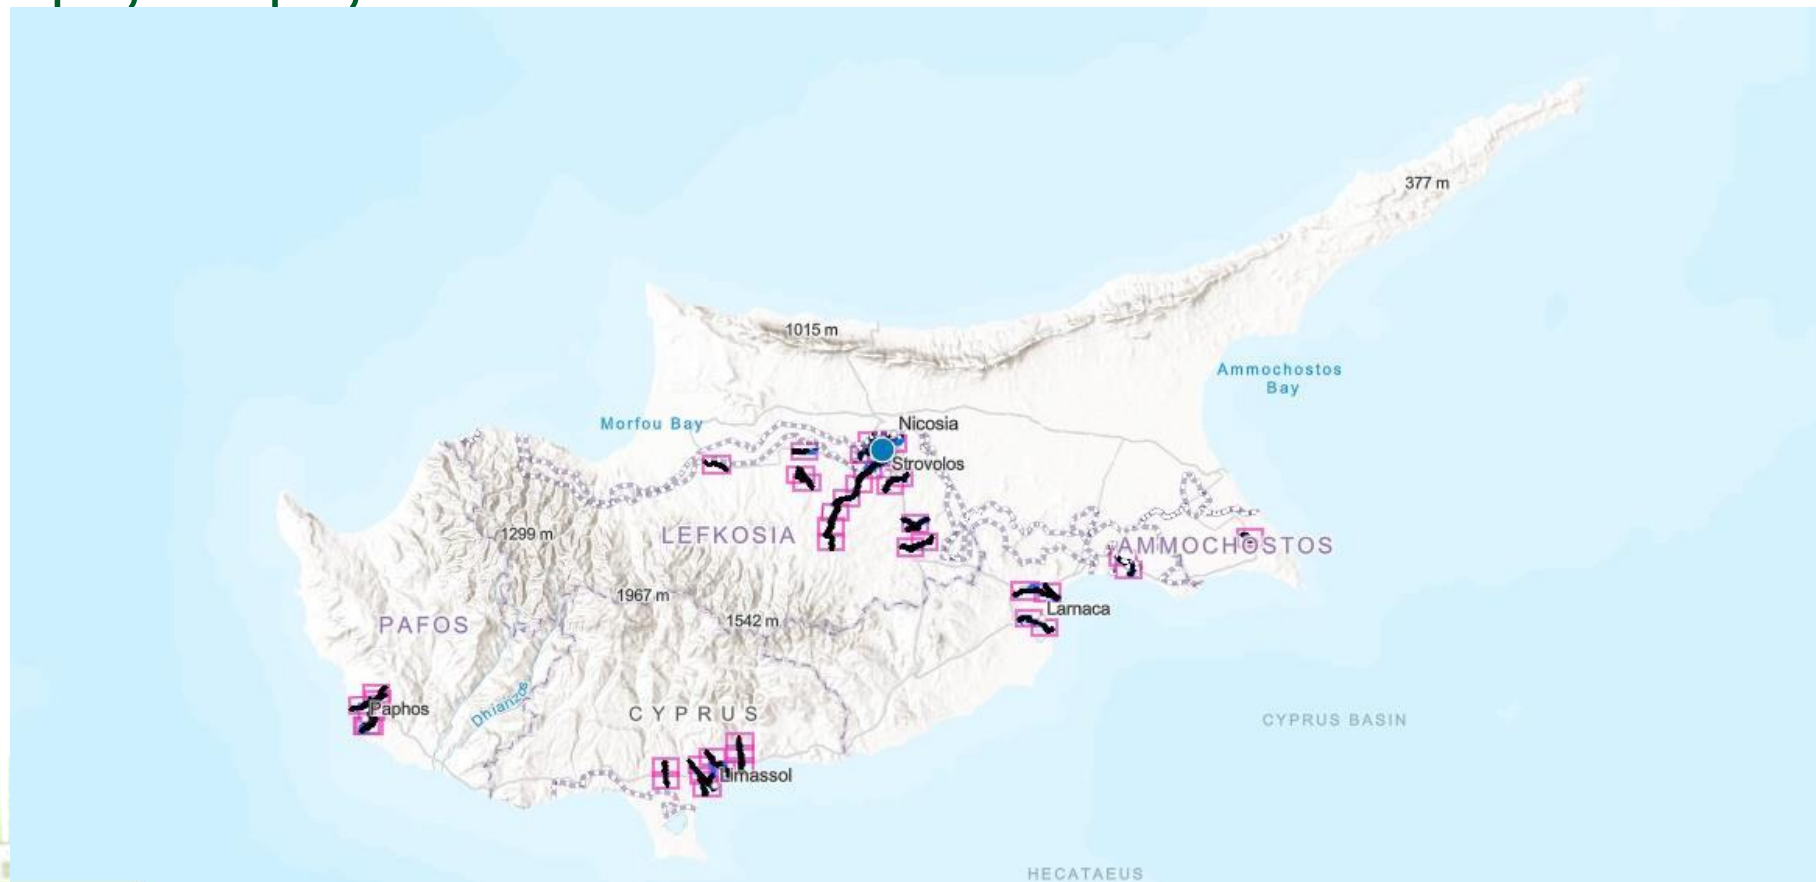 377 m
1015 m
Ammochostos
Bay
Morfou Bay
Nicosia
Strovolos
1299 m
LEFKOSIA
AMMOCHOSTOS
1967 m
Larnaca
1542 m
PAFOS
Dhiarizos
Paphos
CYPRUS
CYPRUS BASIN
Limassol
HECATAEUS